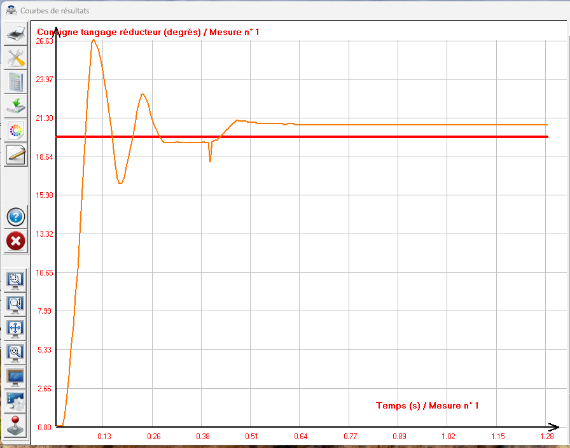 Courbes de résultats
Consigne tangage réducteur (degrés) / Mesure n° 1
26.63
23.97
21.30
18.64
15.98
13.32
10.65
7.99
5.33
2.66
0.00
Temps (s) / Mesure n° 1
0.13 0.26 0.38 0.51 0.64 0.77 0.89 1.02 1.15 1.28